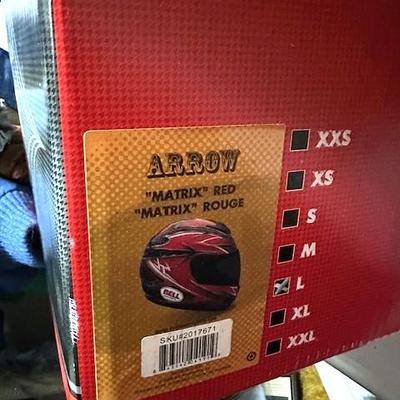 ARROW
"MATRIX" RED
"MATRIX" ROUGE
BELL
SKU#2017671
XXS
XS
S
M
L
XL
XXL